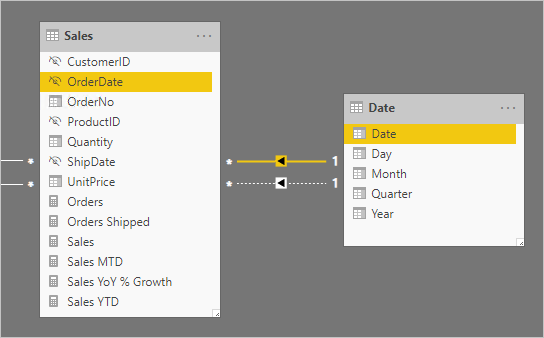 Sales ...
CustomerID
OrderDate
OrderNo
ProductID
Quantity
ShipDate
UnitPrice
Orders
Orders Shipped
Sales
Sales MTD
Sales YoY % Growth
Sales YTD
* 1
* 1
*
*
Date ...
Date
Day
Month
Quarter
Year